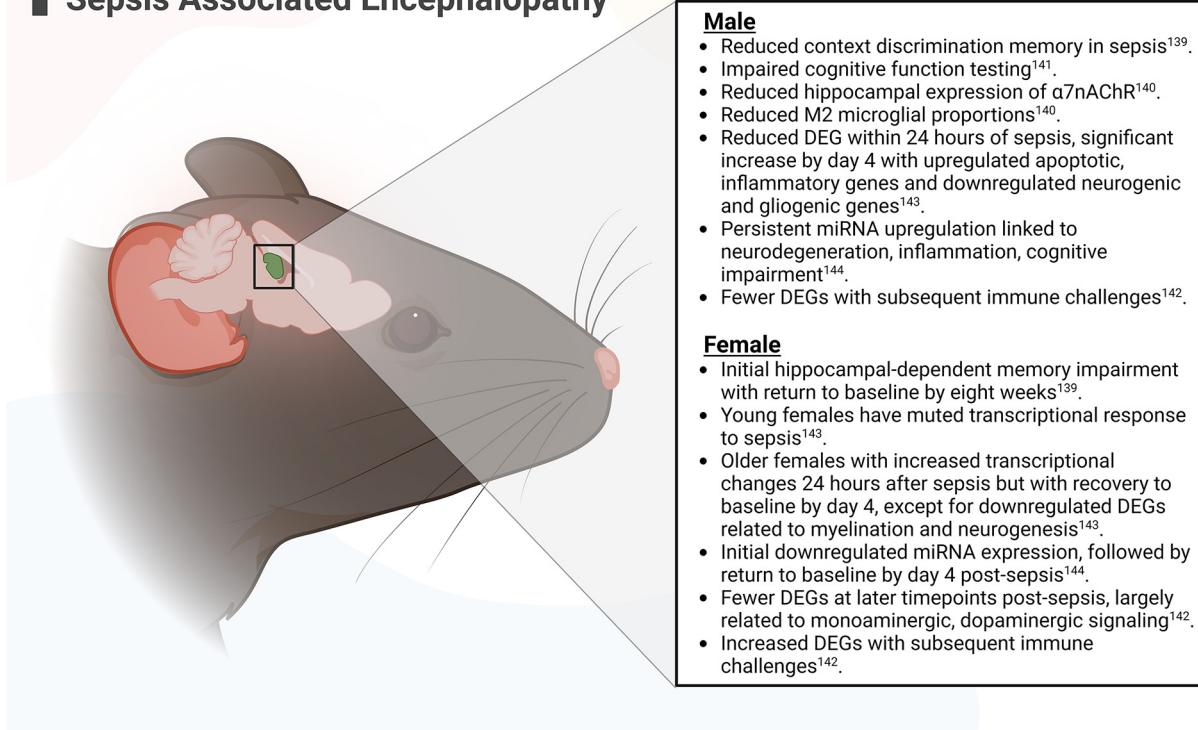 Sepsis Associated Encephalopathy
Male
• Reduced context discrimination memory in sepsis¹³⁹.
• Impaired cognitive function testing¹⁴¹.
• Reduced hippocampal expression of α7nAChR¹⁴⁰.
• Reduced M2 microglial proportions¹⁴⁰.
• Reduced DEG within 24 hours of sepsis, significant
increase by day 4 with upregulated apoptotic,
inflammatory genes and downregulated neurogenic
and gliogenic genes¹⁴³.
• Persistent miRNA upregulation linked to
neurodegeneration, inflammation, cognitive
impairment¹⁴⁴.
• Fewer DEGs with subsequent immune challenges¹⁴².
Female
• Initial hippocampal-dependent memory impairment
with return to baseline by eight weeks¹³⁹.
• Young females have muted transcriptional response
to sepsis¹⁴³.
• Older females with increased transcriptional
changes 24 hours after sepsis but with recovery to
baseline by day 4, except for downregulated DEGs
related to myelination and neurogenesis¹⁴³.
• Initial downregulated miRNA expression, followed by
return to baseline by day 4 post-sepsis¹⁴⁴.
• Fewer DEGs at later timepoints post-sepsis, largely
related to monoaminergic, dopaminergic signaling¹⁴².
• Increased DEGs with subsequent immune
challenges¹⁴².